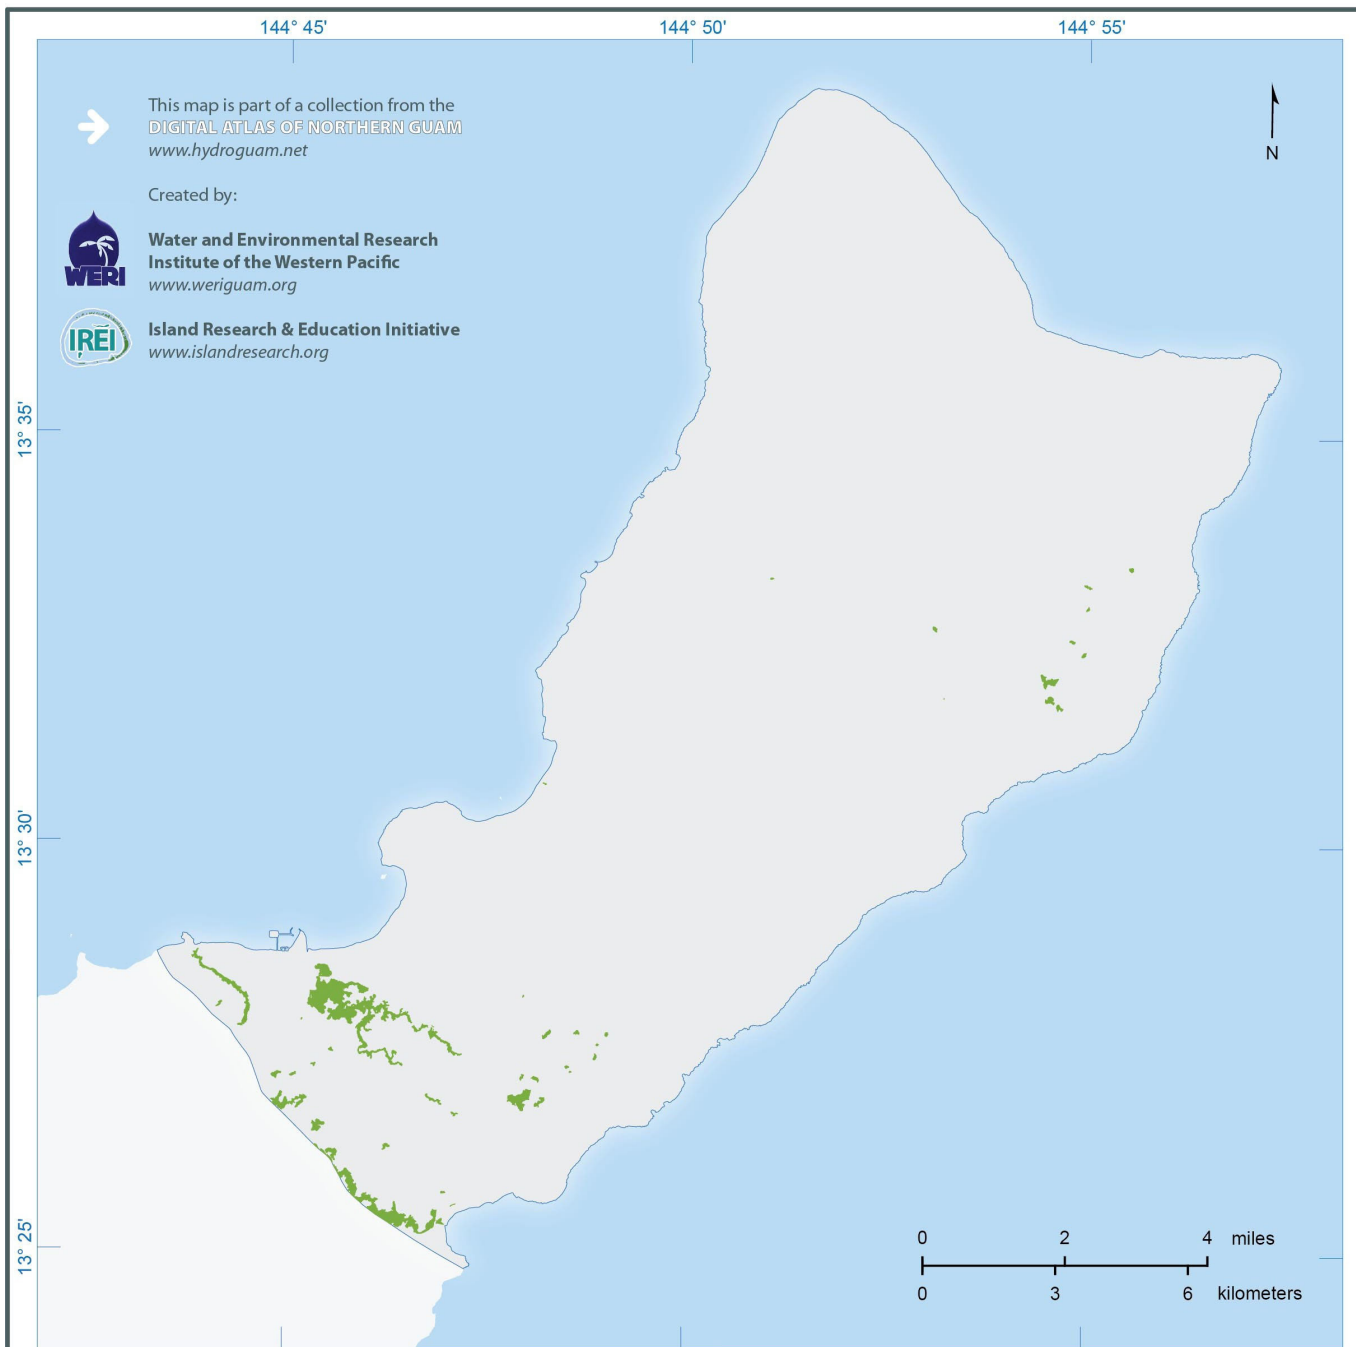 144° 45'
144° 50'
144° 55'
This map is part of a collection from the
DIGITAL ATLAS OF NORTHERN GUAM
www.hydroguam.net
Created by:
WERI
Water and Environmental Research
Institute of the Western Pacific
www.weriguam.org
IREI
Island Research & Education Initiative
www.islandresearch.org
N
13° 35'
13° 30'
13° 25'
0 2 4 miles
0 3 6 kilometers